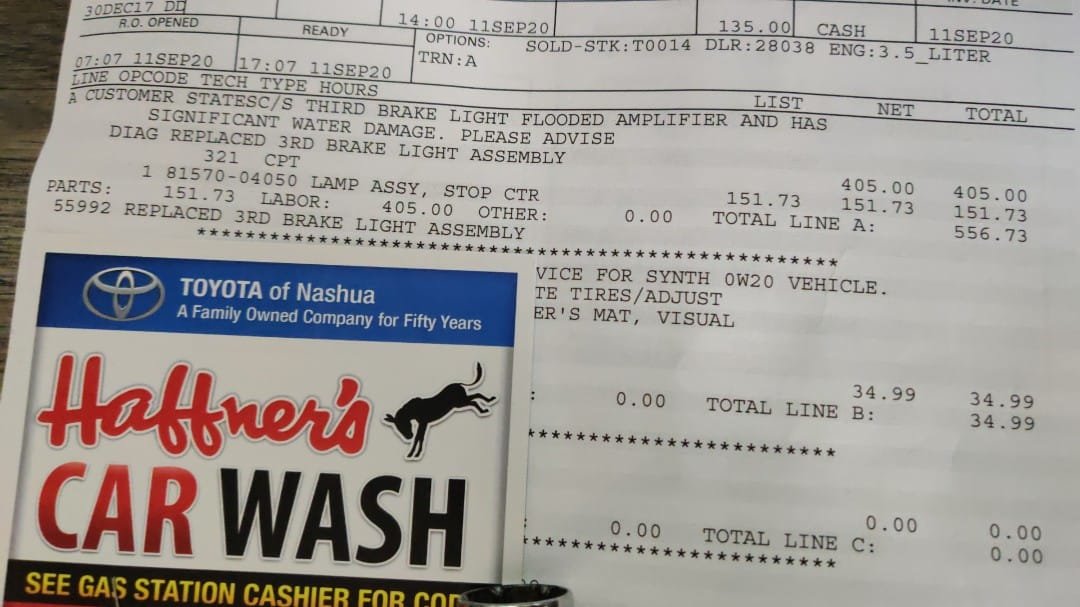 INV. DATE
30DEC17 DD
14:00 11SEP20
135.00
CASH
11SEP20
R.O. OPENED
READY
OPTIONS:
SOLD-STK:T0014 DLR:28038 ENG:3.5_LITER
TRN:A
07:07 11SEP20
17:07 11SEP20
LINE OPCODE TECH TYPE HOURS
LIST NET TOTAL
A CUSTOMER STATESC/S THIRD BRAKE LIGHT FLOODED AMPLIFIER AND HAS
SIGNIFICANT WATER DAMAGE. PLEASE ADVISE
DIAG REPLACED 3RD BRAKE LIGHT ASSEMBLY
321 CPT
405.00 405.00
1 81570-04050 LAMP ASSY, STOP CTR
151.73 151.73 151.73
PARTS: 151.73 LABOR: 405.00 OTHER: 0.00 TOTAL LINE A: 556.73
55992 REPLACED 3RD BRAKE LIGHT ASSEMBLY
***************************************************
VICE FOR SYNTH 0W20 VEHICLE.
TE TIRES/ADJUST
ER'S MAT, VISUAL
34.99 34.99
: 0.00 TOTAL LINE B: 34.99
*************************
0.00 0.00
: 0.00 TOTAL LINE C: 0.00
*************************
TOYOTA of Nashua
A Family Owned Company for Fifty Years
Haffner's
CAR WASH
SEE GAS STATION CASHIER FOR